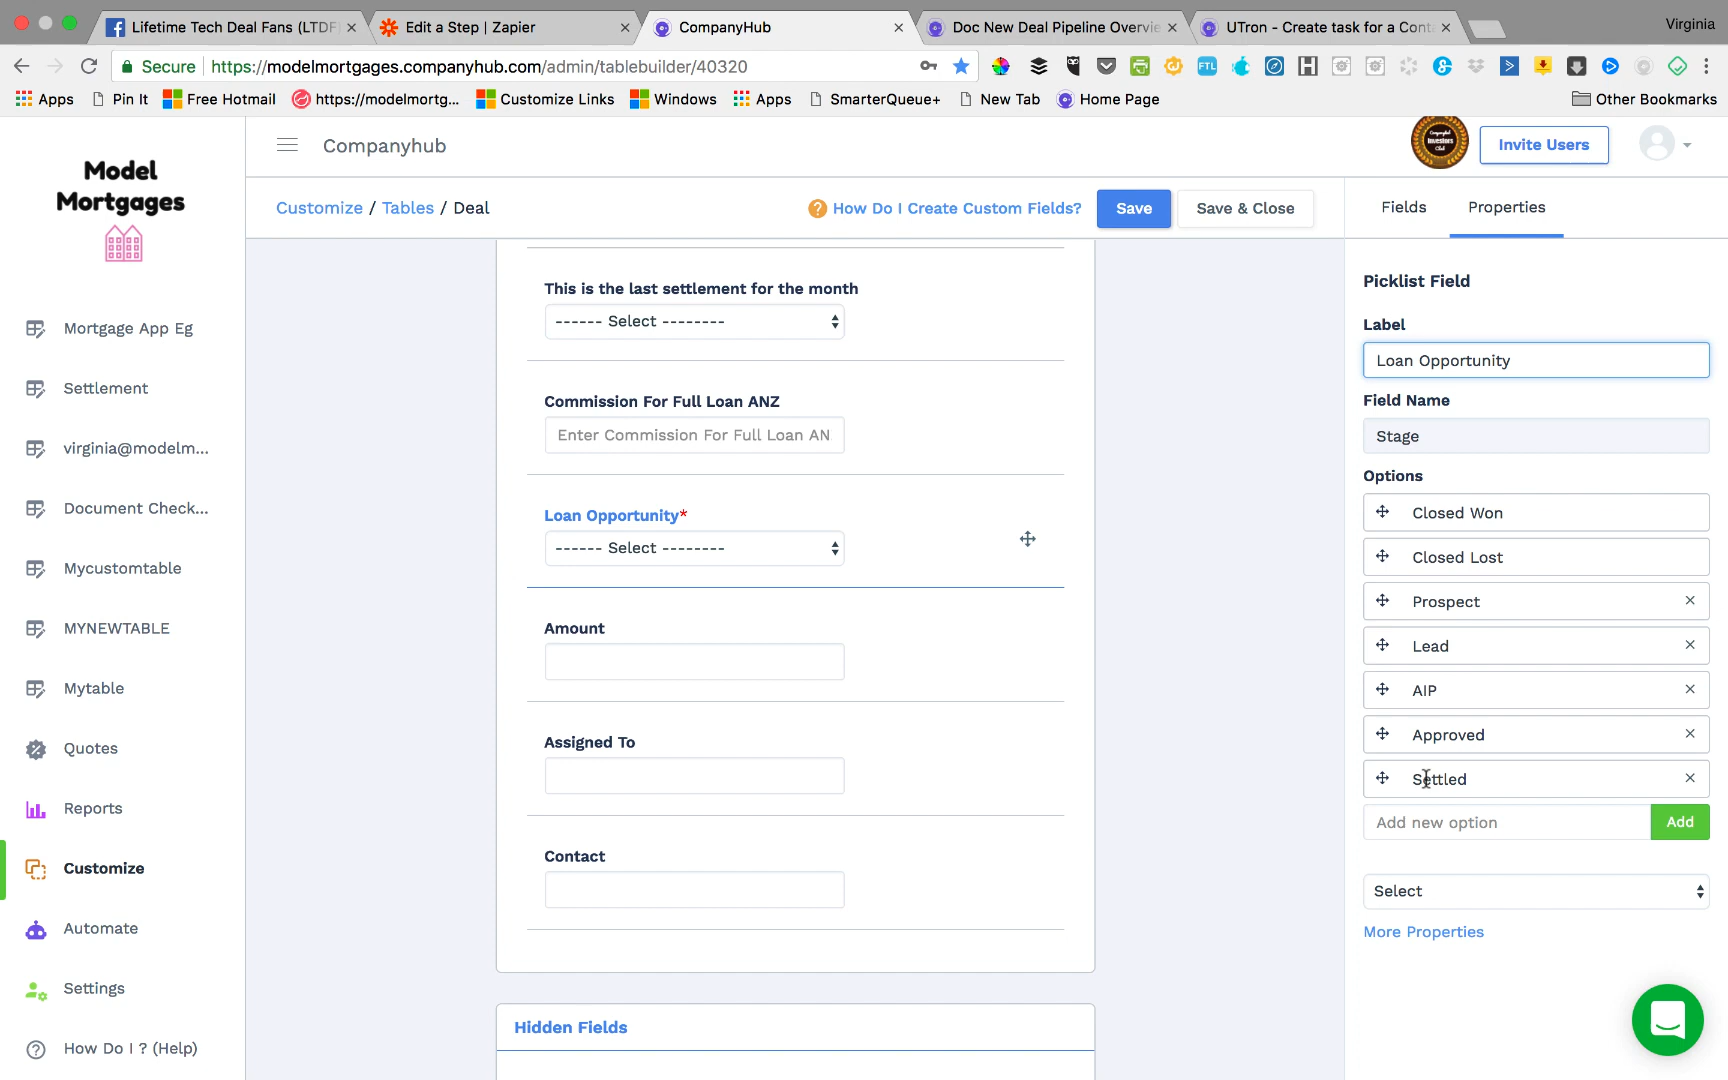 Lifetime Tech Deal Fans (LTDF)
Edit a Step | Zapier
CompanyHub
Doc New Deal Pipeline Overvie
UTron - Create task for a Cont
Virginia
Secure
https://modelmortgages.companyhub.com/admin/tablebuilder/40320
Apps
Pin It
Free Hotmail
https://modelmortg...
Customize Links
Windows
Apps
SmarterQueue+
New Tab
Home Page
Other Bookmarks
Model
Mortgages
Companyhub
Invite Users
Customize / Tables / Deal
How Do I Create Custom Fields?
Save
Save & Close
Fields
Properties
Mortgage App Eg
Settlement
virginia@modelm...
Document Check...
Mycustomtable
MYNEWTABLE
Mytable
Quotes
Reports
Customize
Automate
Settings
How Do I ? (Help)
This is the last settlement for the month
------ Select --------
Commission For Full Loan ANZ
Enter Commission For Full Loan AN
Loan Opportunity*
------ Select --------
Amount
Assigned To
Contact
Hidden Fields
Picklist Field
Label
Loan Opportunity
Field Name
Stage
Options
Closed Won
Closed Lost
Prospect
Lead
AIP
Approved
Settled
Add new option
Add
Select
More Properties